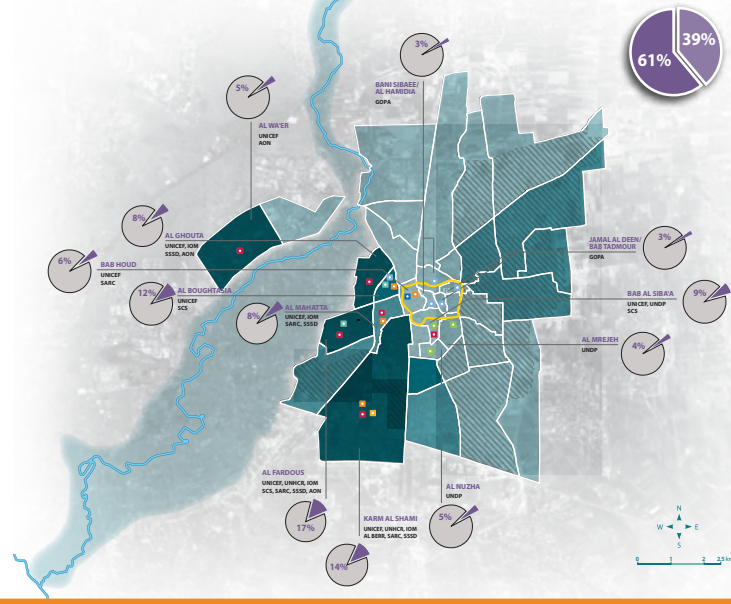 39%
61%
3%
BANI SIBAEE/
AL HAMIDIA
GOPA
5%
AL WA'ER
UNICEF
AON
8%
AL GHOUTA
UNICEF, IOM
SSSD, AON
6%
BAB HOUD
UNICEF
SARC
12%
AL BOUGHTASIA
UNICEF
SCS
8%
AL MAHATTA
UNICEF, IOM
SARC, SSSD
JAMAL AL DEEN/
BAB TADMOUR
GOPA
3%
BAB AL SIBA'A
UNICEF, UNDP
SCS
9%
AL MREJEH
UNDP
4%
AL FARDOUS
UNICEF, UNHCR, IOM
SCS, SARC, SSSD, AON
17%
KARM AL SHAMI
UNICEF, UNHCR, IOM
AL BERR, SARC, SSSD
14%
AL NUZHA
UNDP
5%
N
W E
S
0 1 2 2.5 km